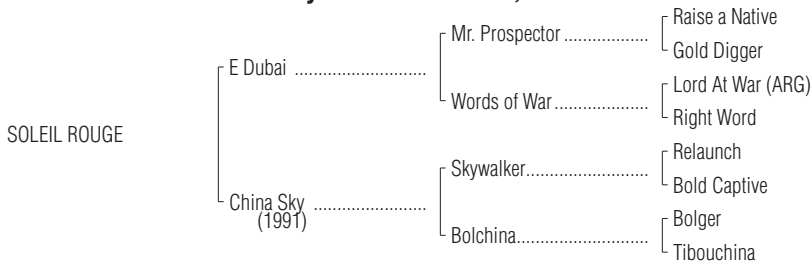 Raise a Native
Mr. Prospector ..................
Gold Digger
E Dubai ............................
Lord At War (ARG)
Words of War ....................
Right Word
SOLEIL ROUGE
Relaunch
Skywalker..........................
Bold Captive
China Sky ........................
(1991)
Bolger
Bolchina............................
Tibouchina